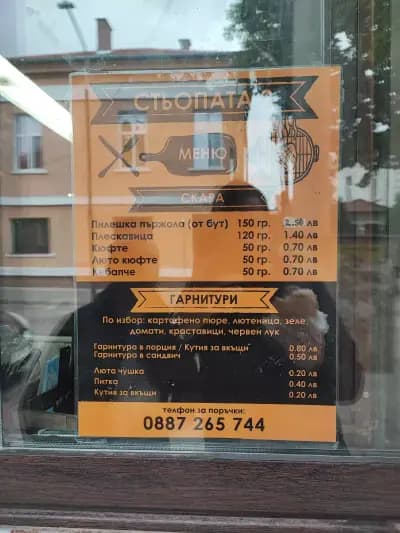 СТЬОПАТА
МЕНЮ
СКАРА
Пилешка пържола (от бут) 150 гр. 2.50 лв
Плескавица 120 гр. 1.40 лв
Кюфте 50 гр. 0.70 лв
Люто кюфте 50 гр. 0.70 лв
Кебапче 50 гр. 0.70 лв
ГАРНИТУРИ
По избор: картофено пюре, лютеница, зеле,
домати, краставици, червен лук
Гарнитура в порция / Кутия за вкъщи 0.80 лв
Гарнитура в сандвич 0.50 лв
Люта чушка 0.20 лв
Питка 0.40 лв
Кутия за вкъщи 0.20 лв
телфон за поръчки:
0887 265 744